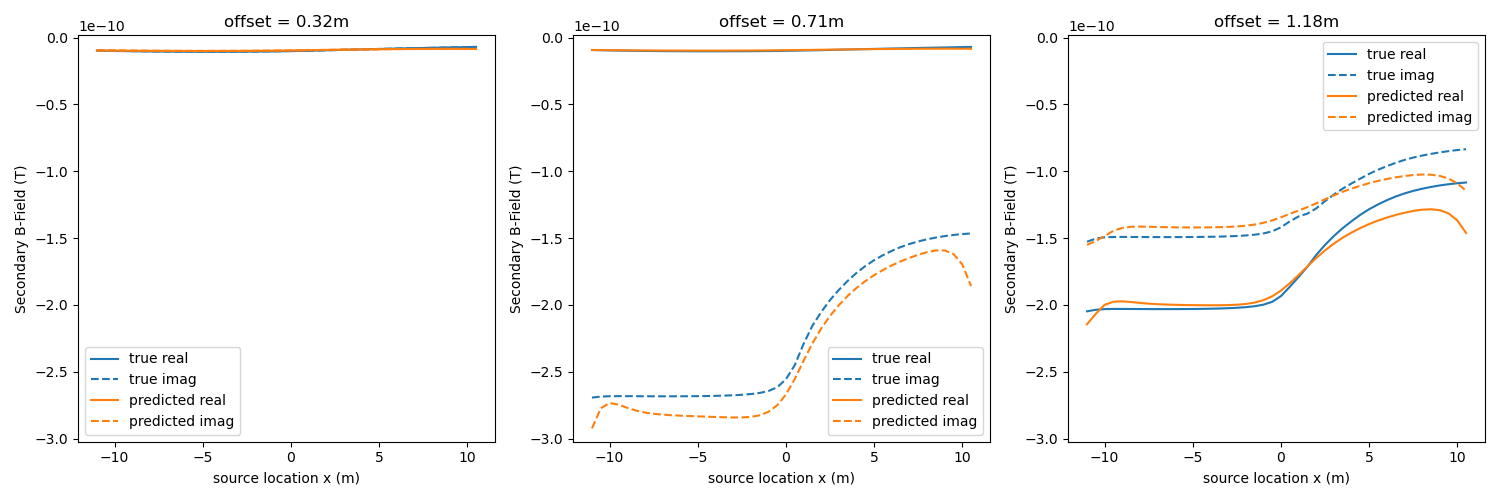 offset = 0.32m
1e−10
0.0
−0.5
−1.0
−1.5
−2.0
−2.5
−3.0
Secondary B-Field (T)
true real
true imag
predicted real
predicted imag
−10
−5
0
5
10
source location x (m)
offset = 0.71m
1e−10
0.0
−0.5
−1.0
−1.5
−2.0
−2.5
−3.0
Secondary B-Field (T)
true real
true imag
predicted real
predicted imag
−10
−5
0
5
10
source location x (m)
offset = 1.18m
1e−10
0.0
−0.5
−1.0
−1.5
−2.0
−2.5
−3.0
Secondary B-Field (T)
true real
true imag
predicted real
predicted imag
−10
−5
0
5
10
source location x (m)